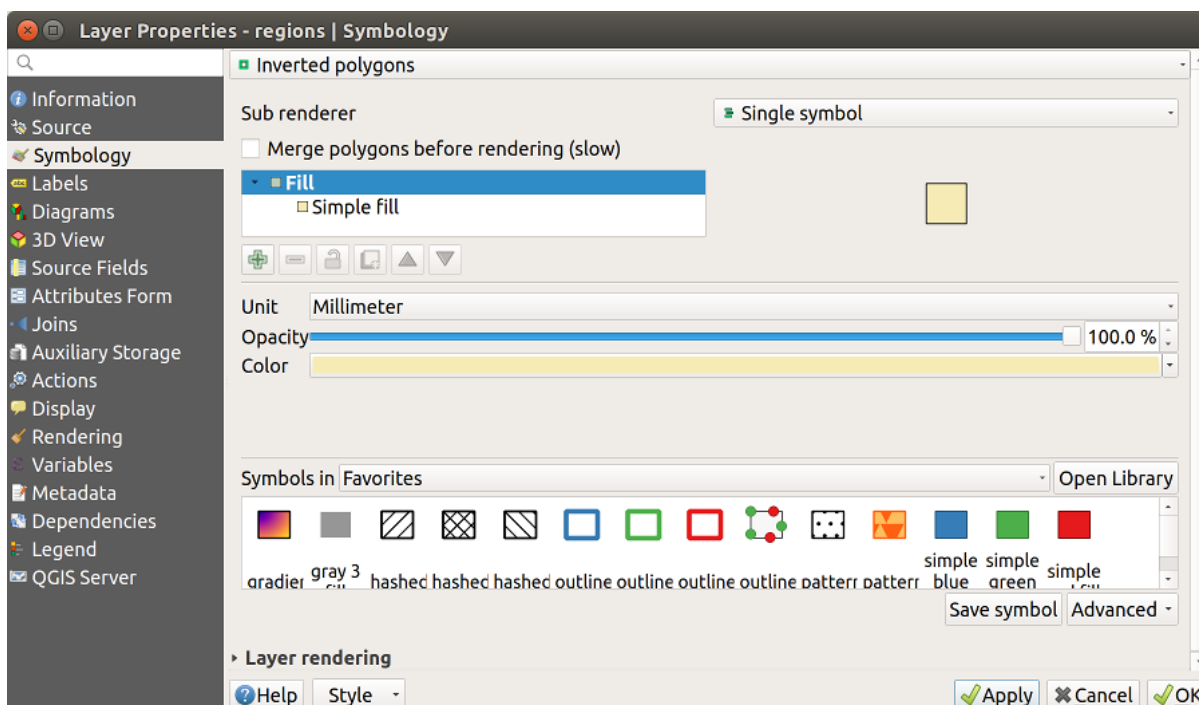 Layer Properties - regions | Symbology
Information
Source
Symbology
Labels
Diagrams
3D View
Source Fields
Attributes Form
Joins
Auxiliary Storage
Actions
Display
Rendering
Variables
Metadata
Dependencies
Legend
QGIS Server
Inverted polygons
Sub renderer Single symbol
Merge polygons before rendering (slow)
Fill
Simple fill
Unit Millimeter
Opacity 100.0 %
Color
Symbols in Favorites Open Library
gradier gray 3 hashed hashed hashed outline outline outline outline patterr patterr simple blue simple green simple
Save symbol Advanced
Layer rendering
Help Style Apply Cancel OK